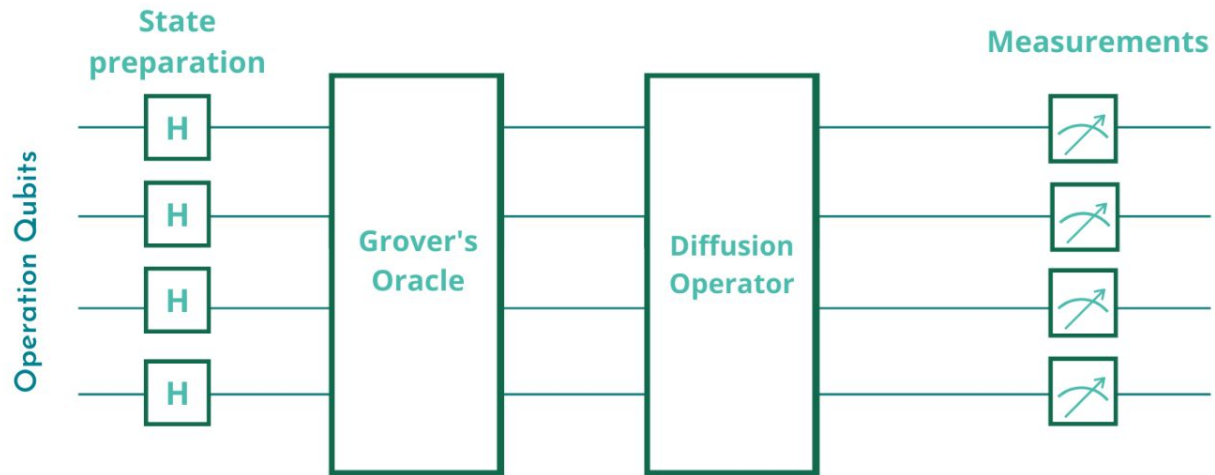 State
preparation
Measurements
Operation Qubits
H
H
H
H
Grover's
Oracle
Diffusion
Operator